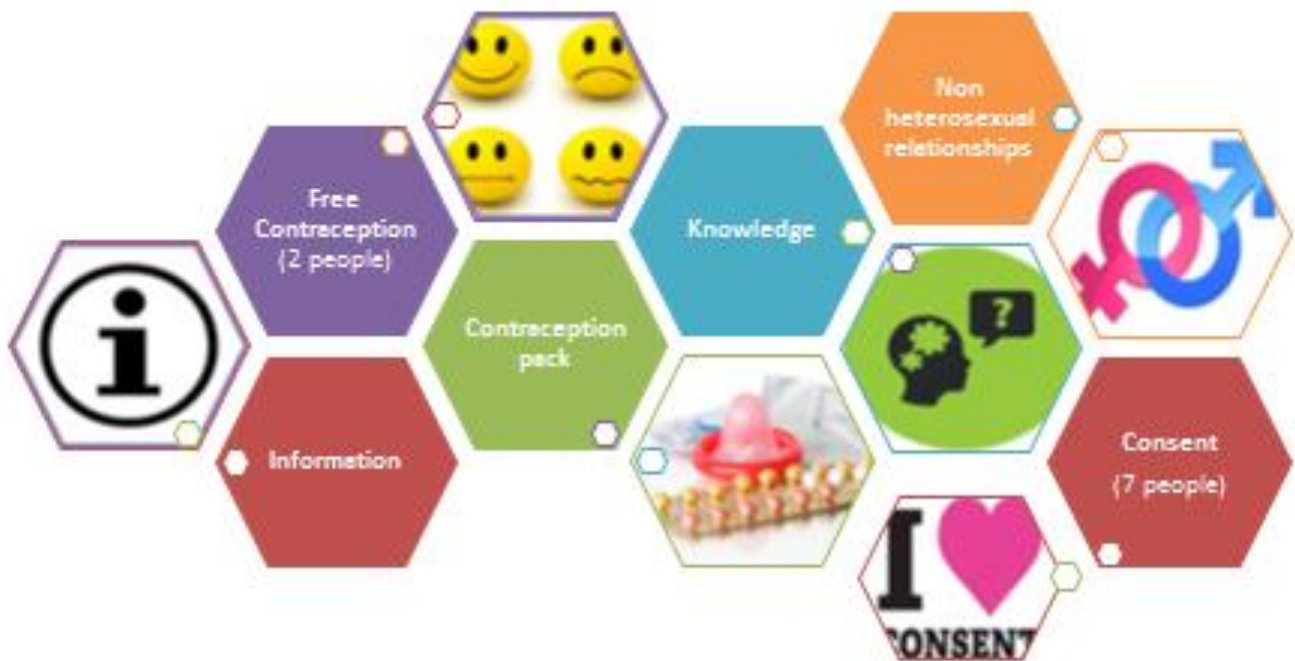 Non
heterosexual
relationships
Free
Contraception
(2 people)
Knowledge
?
Contraception
pack
i
Information
Consent
(7 people)
I
CONSENT